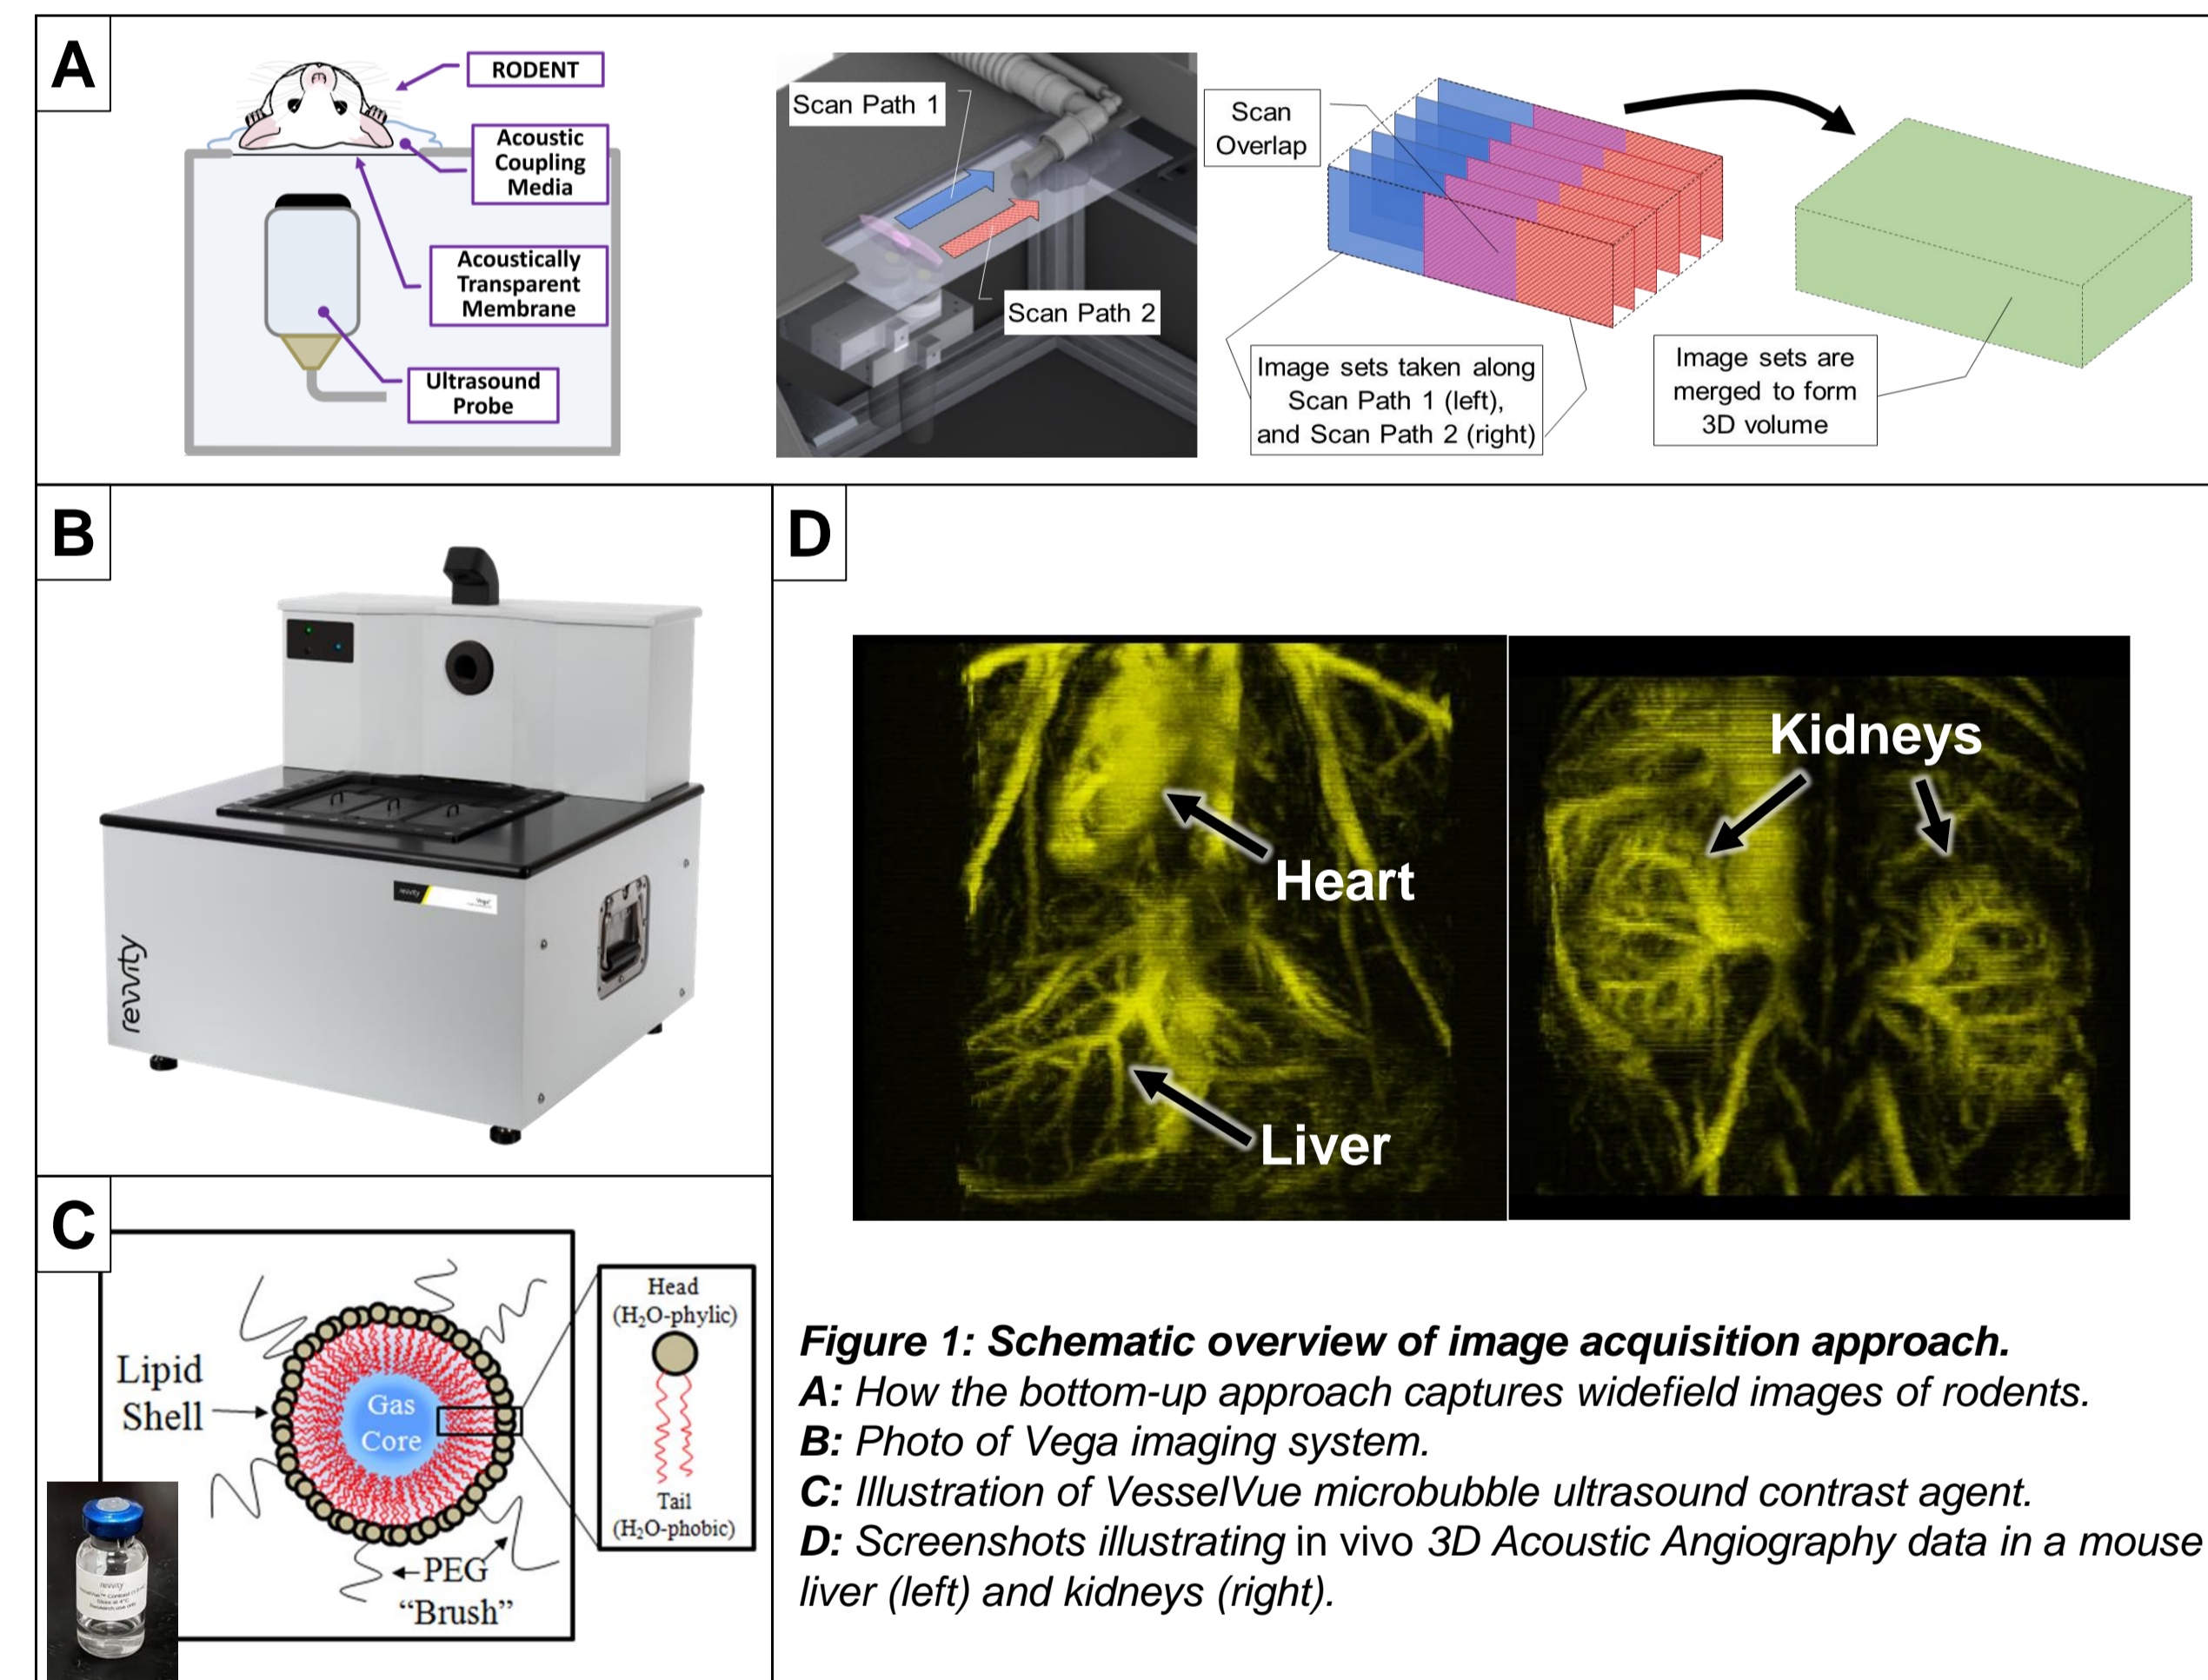 A
RODENT
Acoustic
Coupling
Media
Acoustically
Transparent
Membrane
Ultrasound
Probe
Scan Path 1
Scan Path 2
Scan
Overlap
Image sets taken along
Scan Path 1 (left),
and Scan Path 2 (right)
Image sets are
merged to form
3D volume
B
revvity
revvity
Vega
C
Lipid
Shell
Gas
Core
Head
(H₂O-phylic)
Tail
(H₂O-phobic)
PEG
“Brush”
revvity
D
Heart
Liver
Kidneys
Figure 1: Schematic overview of image acquisition approach.
A: How the bottom-up approach captures widefield images of rodents.
B: Photo of Vega imaging system.
C: Illustration of VesselVue microbubble ultrasound contrast agent.
D: Screenshots illustrating in vivo 3D Acoustic Angiography data in a mouse
liver (left) and kidneys (right).